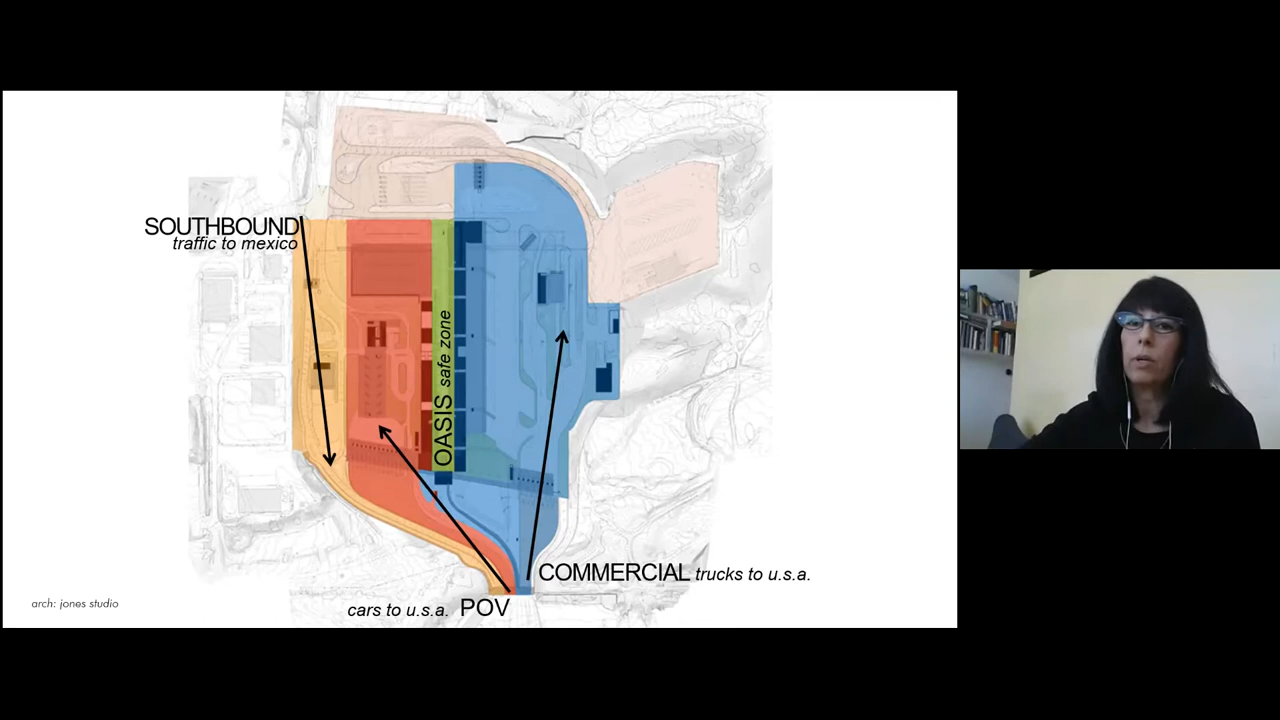 SOUTHBOUND
traffic to mexico
OASIS safe zone
COMMERCIAL trucks to u.s.a.
cars to u.s.a. POV
arch: jones studio